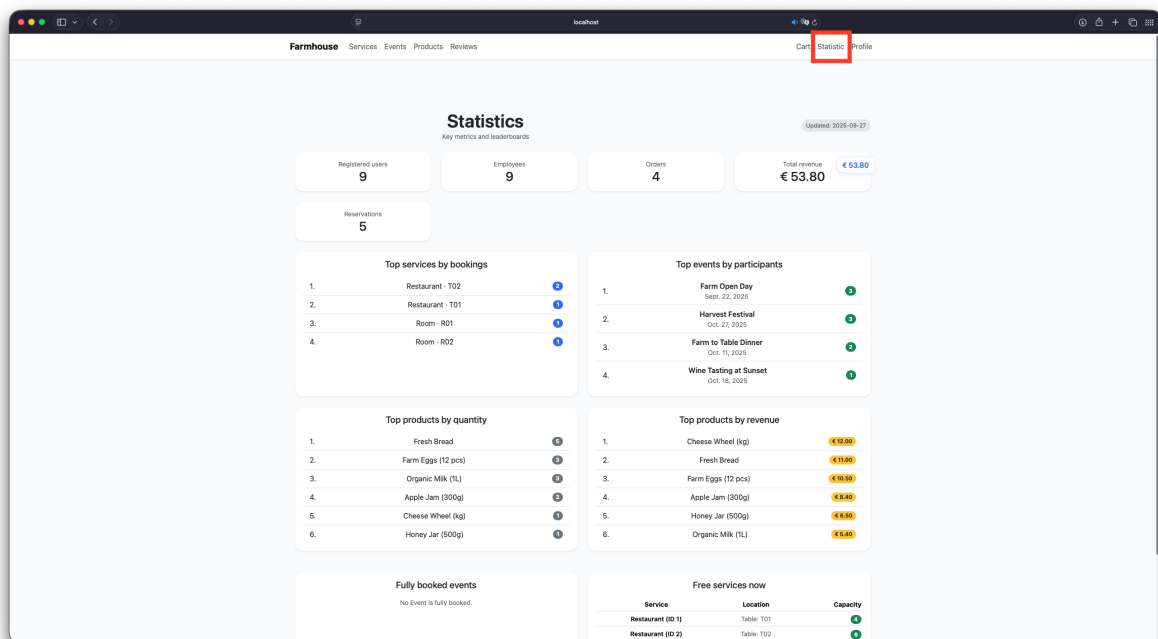 localhost
Farmhouse Services Events Products Reviews Cart Statistic Profile
Statistics
Key metrics and leaderboards
Updated: 2025-09-27
Registered users
9
Employees
9
Orders
4
Total revenue
€ 53.80
€ 53.80
Reservations
5
Top services by bookings
1. Restaurant · T02 2
2. Restaurant · T01 1
3. Room · R01 1
4. Room · R02 1
Top events by participants
1. Farm Open Day 3
Sept. 22, 2025
2. Harvest Festival 3
Oct. 27, 2025
3. Farm to Table Dinner 2
Oct. 11, 2025
4. Wine Tasting at Sunset 1
Oct. 18, 2025
Top products by quantity
1. Fresh Bread 5
2. Farm Eggs (12 pcs) 3
3. Organic Milk (1L) 3
4. Apple Jam (300g) 2
5. Cheese Wheel (kg) 1
6. Honey Jar (500g) 1
Top products by revenue
1. Cheese Wheel (kg) € 12.00
2. Fresh Bread € 11.00
3. Farm Eggs (12 pcs) € 10.50
4. Apple Jam (300g) € 8.40
5. Honey Jar (500g) € 6.50
6. Organic Milk (1L) € 5.40
Fully booked events
No Event is fully booked.
Free services now
Service Location Capacity
Restaurant (ID 1) Table: T01 4
Restaurant (ID 2) Table: T02 6